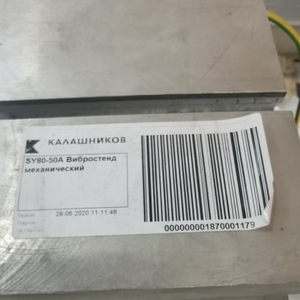 КАЛАШНИКОВ
SY80-50A Вибростенд
механический
28.06.2020 11:11:48
000000001870001179